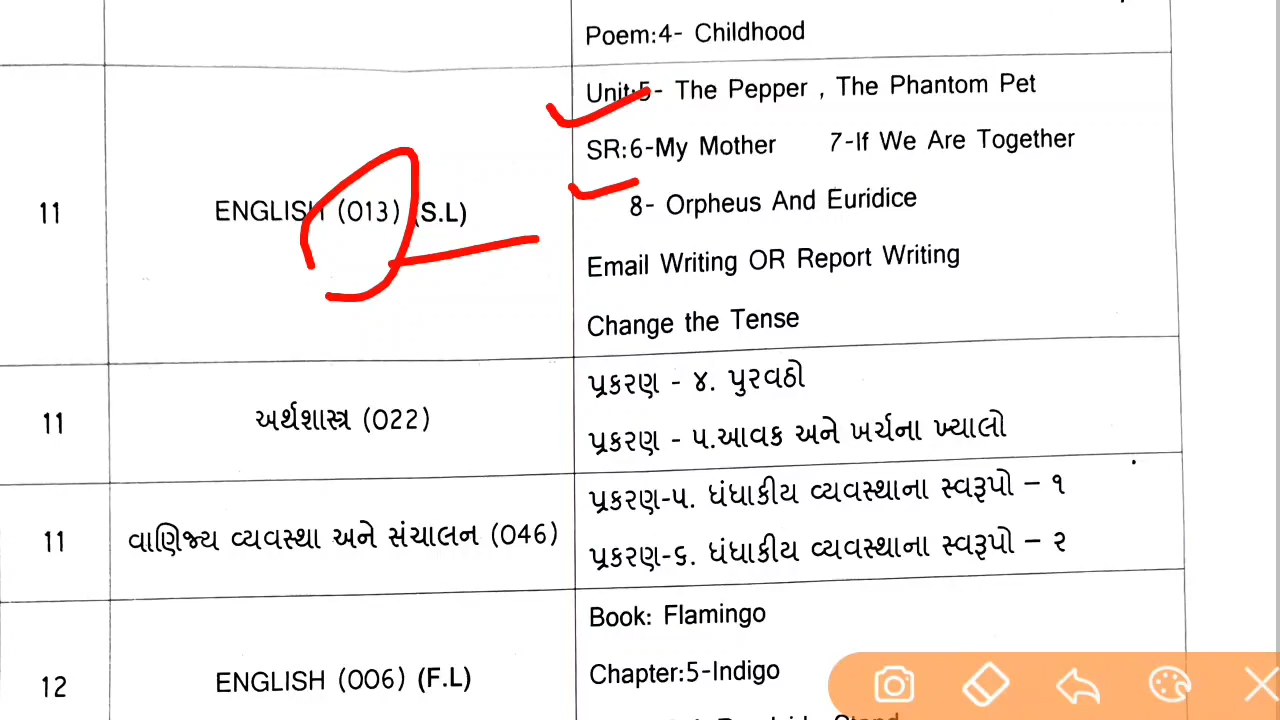 Poem:4- Childhood
Unit:5- The Pepper , The Phantom Pet
SR:6-My Mother 7-If We Are Together
11 ENGLISH (013) (S.L) 8- Orpheus And Euridice
Email Writing OR Report Writing
Change the Tense
11 અર્થશાસ્ત્ર (022) પ્રકરણ - ૪. પુરવઠો
પ્રકરણ - ૫.આવક અને ખર્ચના ખ્યાલો
11 વાણિજ્ય વ્યવસ્થા અને સંચાલન (046) પ્રકરણ-૫. ધંધાકીય વ્યવસ્થાના સ્વરૂપો – ૧
પ્રકરણ-૬. ધંધાકીય વ્યવસ્થાના સ્વરૂપો – ૨
Book: Flamingo
12 ENGLISH (006) (F.L) Chapter:5-Indigo